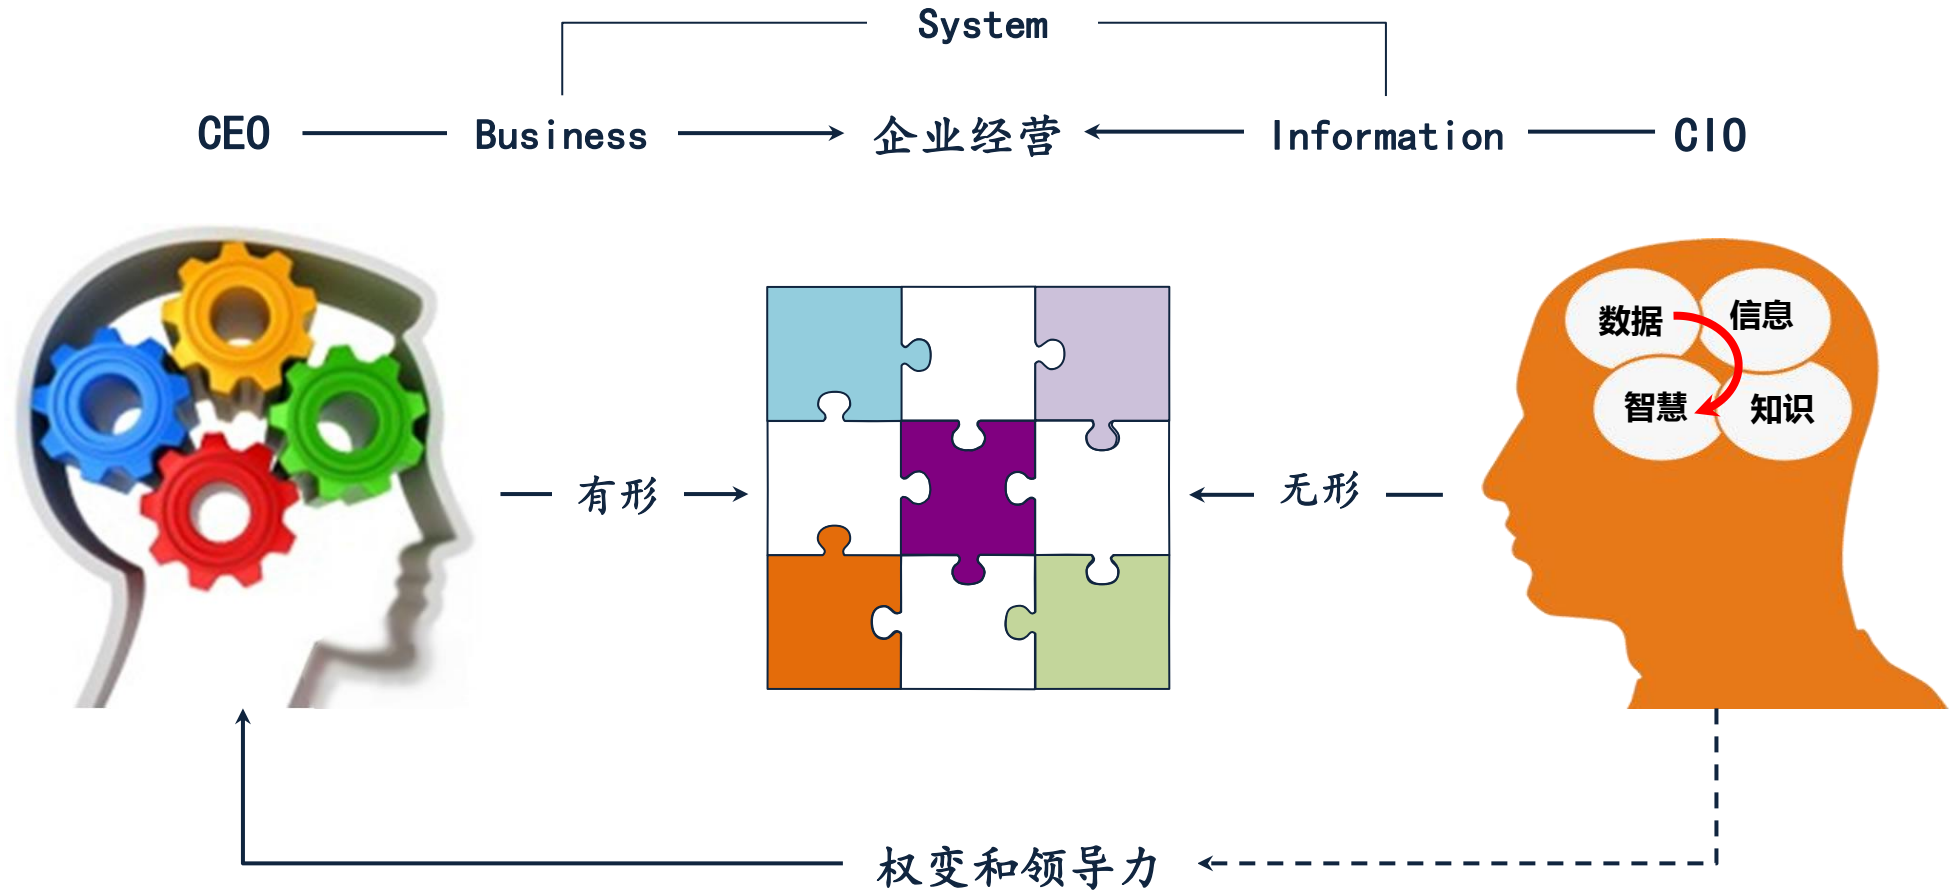 System
CEO Business 企业经营 Information CIO
数据 信息
智慧 知识
有形 无形
权变和领导力